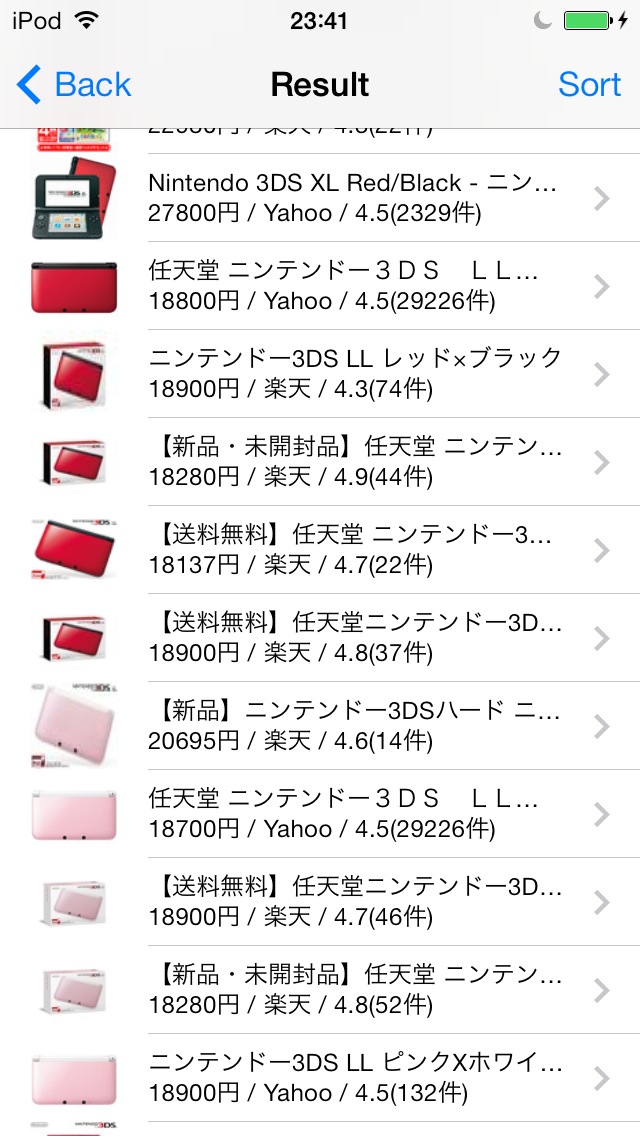 iPod
23:41
Back
Result
Sort
Nintendo 3DS XL Red/Black - ニン…
27800円 / Yahoo / 4.5(2329件)
任天堂 ニンテンドー３ＤＳ　ＬＬ…
18800円 / Yahoo / 4.5(29226件)
ニンテンドー3DS LL レッド×ブラック
18900円 / 楽天 / 4.3(74件)
【新品・未開封品】任天堂 ニンテン…
18280円 / 楽天 / 4.9(44件)
【送料無料】任天堂 ニンテンドー3…
18137円 / 楽天 / 4.7(22件)
【送料無料】任天堂ニンテンドー3D…
18900円 / 楽天 / 4.8(37件)
【新品】ニンテンドー3DSハード ニ…
20695円 / 楽天 / 4.6(14件)
任天堂 ニンテンドー３ＤＳ　ＬＬ…
18700円 / Yahoo / 4.5(29226件)
【送料無料】任天堂ニンテンドー3D…
18900円 / 楽天 / 4.7(46件)
【新品・未開封品】任天堂 ニンテン…
18280円 / 楽天 / 4.8(52件)
ニンテンドー3DS LL ピンクXホワイ…
18900円 / Yahoo / 4.5(132件)